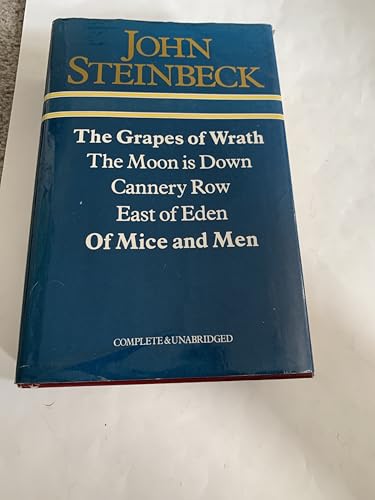 JOHN
STEINBECK
The Grapes of Wrath
The Moon is Down
Cannery Row
East of Eden
Of Mice and Men
COMPLETE & UNABRIDGED